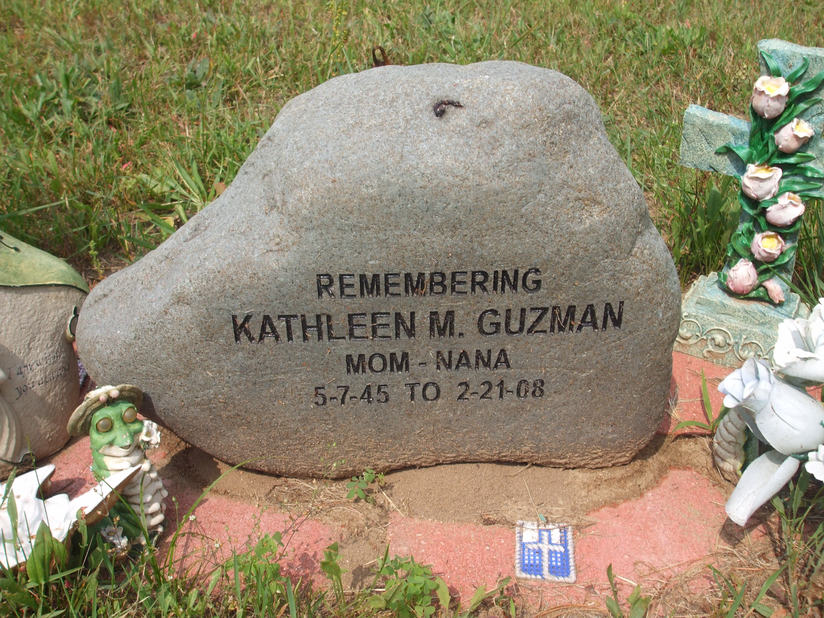 REMEMBERING
KATHLEEN M. GUZMAN
MOM - NANA
5-7-45 TO 2-21-08